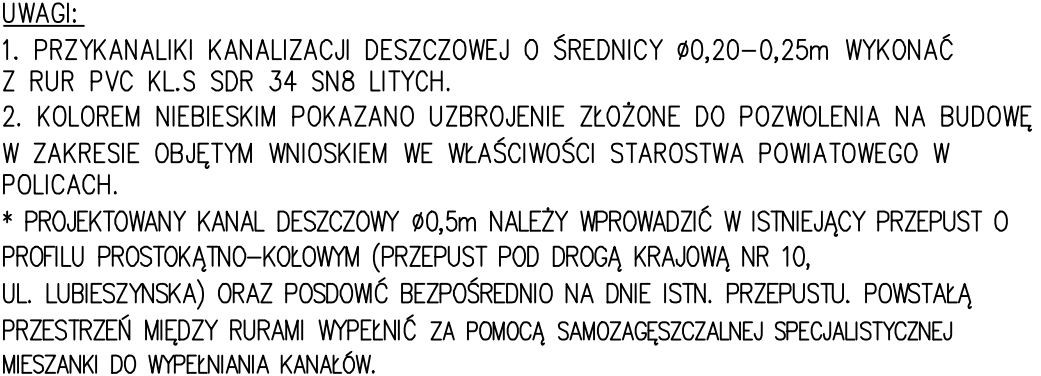 UWAGI:
1. PRZYKANALIKI KANALIZACJI DESZCZOWEJ O ŚREDNICY ø0,20-0,25m WYKONAĆ
Z RUR PVC KL.S SDR 34 SN8 LITYCH.
2. KOLOREM NIEBIESKIM POKAZANO UZBROJENIE ZŁOŻONE DO POZWOLENIA NA BUDOWĘ
W ZAKRESIE OBJĘTYM WNIOSKIEM WE WŁAŚCIWOŚCI STAROSTWA POWIATOWEGO W
POLICACH.
* PROJEKTOWANY KANAL DESZCZOWY ø0,5m NALEŻY WPROWADZIĆ W ISTNIEJĄCY PRZEPUST O
PROFILU PROSTOKĄTNO-KOŁOWYM (PRZEPUST POD DROGĄ KRAJOWĄ NR 10,
UL. LUBIESZYNSKA) ORAZ POSDOWIĆ BEZPOŚREDNIO NA DNIE ISTN. PRZEPUSTU. POWSTAŁĄ
PRZESTRZEŃ MIĘDZY RURAMI WYPEŁNIĆ ZA POMOCĄ SAMOZAGĘSZCZALNEJ SPECJALISTYCZNEJ
MIESZANKI DO WYPEŁNIANIA KANAŁÓW.